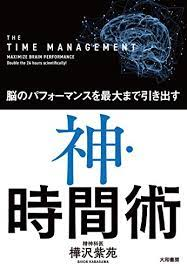 THE
TIME MANAGEMENT
MAXIMIZE BRAIN PERFORMANCE
Double the 24 hours scientifically!
脳のパフォーマンスを最大まで引き出す
神・
時間術
精神科医
樺沢紫苑
SHION KABASAWA
大和書房